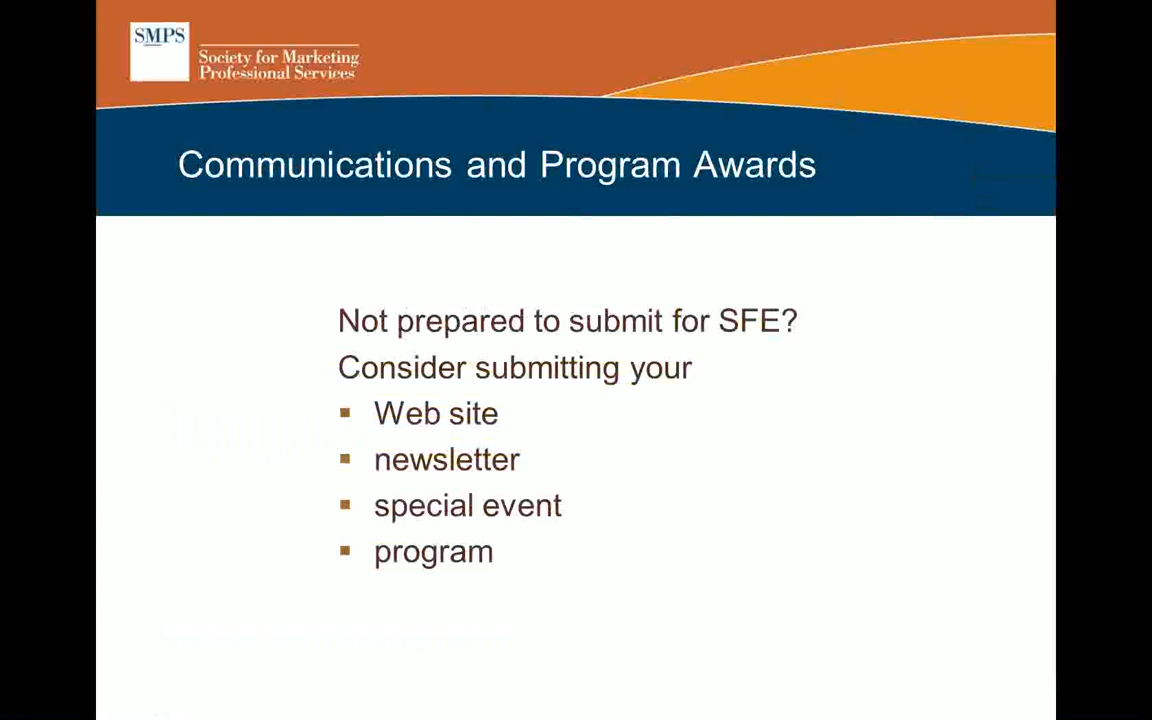 SMPS
Society for Marketing
Professional Services
Communications and Program Awards
Not prepared to submit for SFE?
Consider submitting your
▪ Web site
▪ newsletter
▪ special event
▪ program